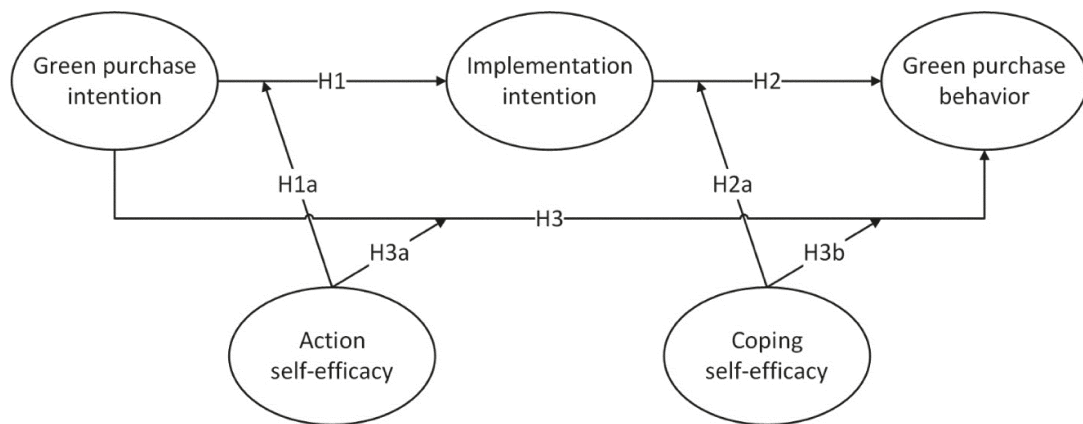 Green purchase
intention
H1
Implementation
intention
H2
Green purchase
behavior
H1a
H2a
H3
H3a
H3b
Action
self-efficacy
Coping
self-efficacy